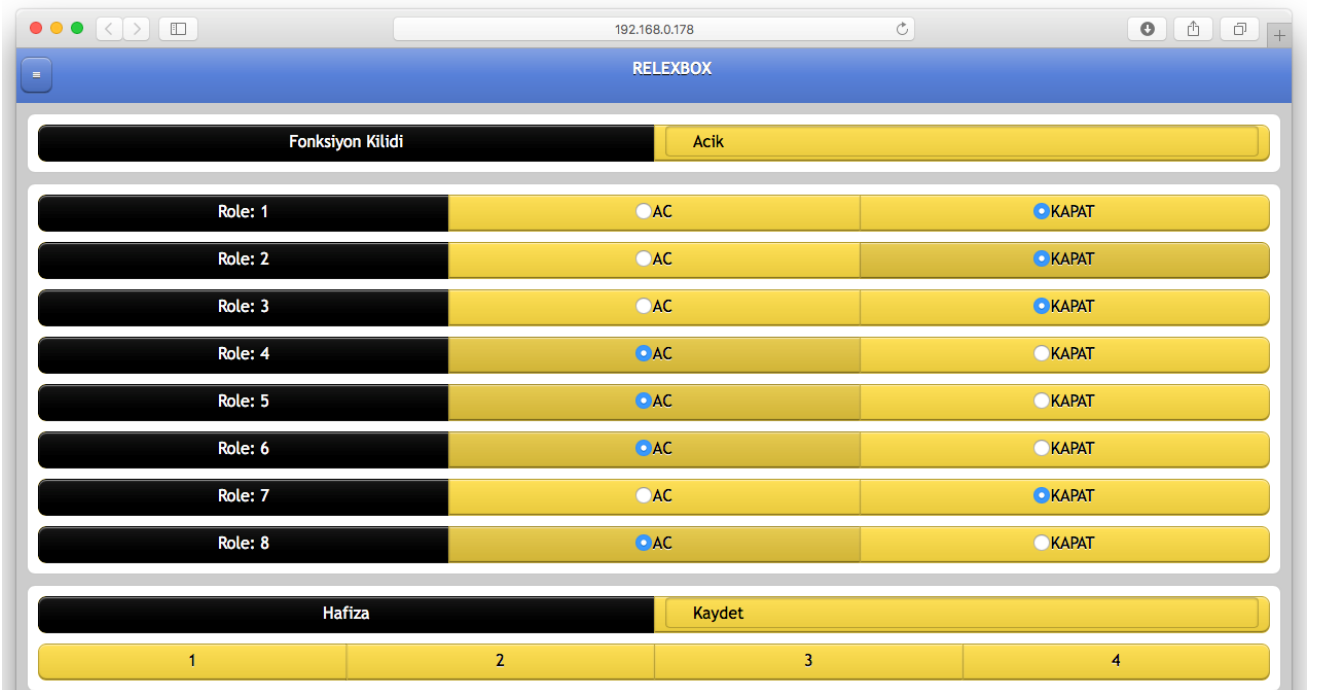 192.168.0.178
RELEXBOX
Fonksiyon Kilidi Acik
Role: 1 AC KAPAT
Role: 2 AC KAPAT
Role: 3 AC KAPAT
Role: 4 AC KAPAT
Role: 5 AC KAPAT
Role: 6 AC KAPAT
Role: 7 AC KAPAT
Role: 8 AC KAPAT
Hafiza Kaydet
1 2 3 4